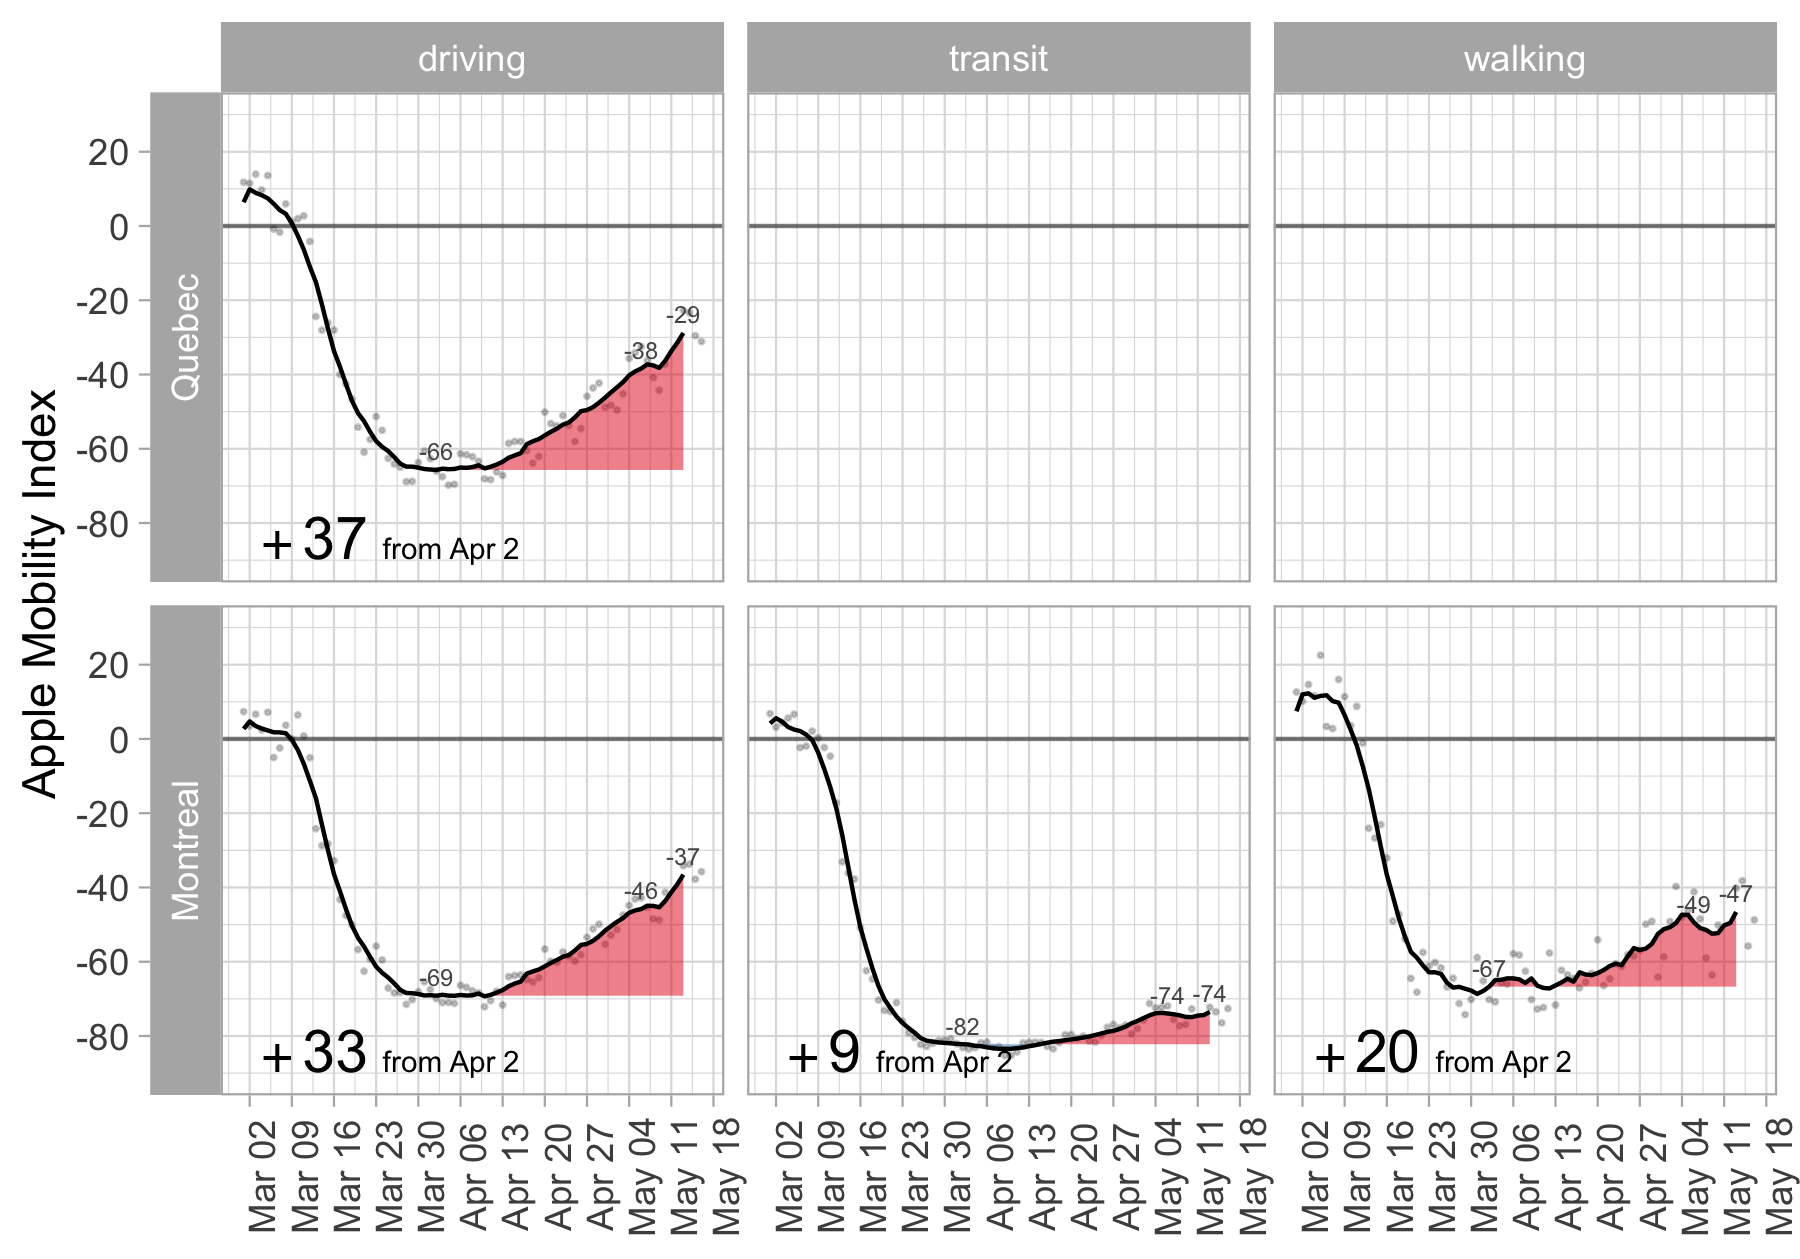 driving
transit
walking
Apple Mobility Index
Quebec
20
0
-20
-40
-60
-80
-66
-38
-29
+37 from Apr 2
Montreal
20
0
-20
-40
-60
-80
-69
-46
-37
+33 from Apr 2
-82
-74
-74
+9 from Apr 2
-67
-49
-47
+20 from Apr 2
Mar 02
Mar 09
Mar 16
Mar 23
Mar 30
Apr 06
Apr 13
Apr 20
Apr 27
May 04
May 11
May 18
Mar 02
Mar 09
Mar 16
Mar 23
Mar 30
Apr 06
Apr 13
Apr 20
Apr 27
May 04
May 11
May 18
Mar 02
Mar 09
Mar 16
Mar 23
Mar 30
Apr 06
Apr 13
Apr 20
Apr 27
May 04
May 11
May 18